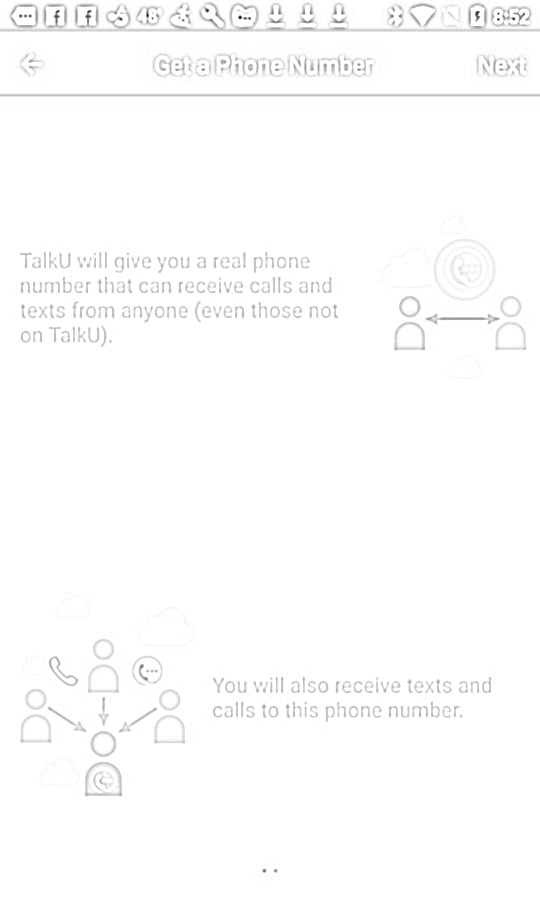 48°
8:52
Get a Phone Number
Next
TalkU will give you a real phone
number that can receive calls and
texts from anyone (even those not
on TalkU).
You will also receive texts and
calls to this phone number.